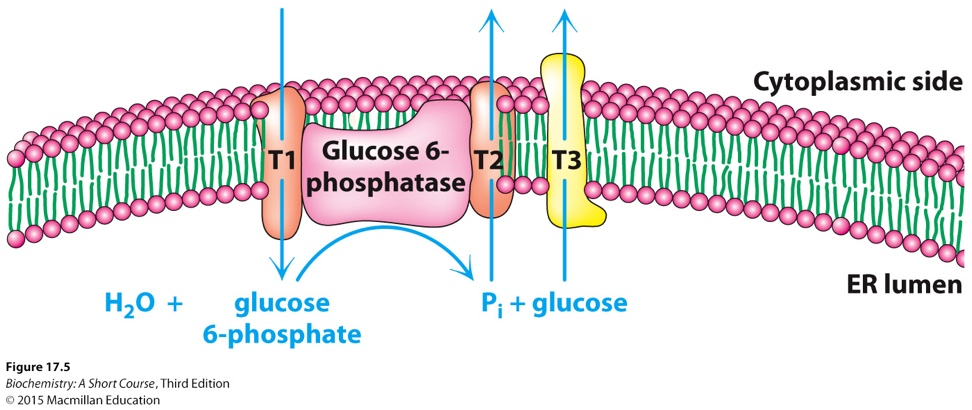 Cytoplasmic side
T1
Glucose 6-
phosphatase
T2
T3
ER lumen
H₂O + glucose
6-phosphate
Pᵢ + glucose
Figure 17.5
Biochemistry: A Short Course, Third Edition
© 2015 Macmillan Education